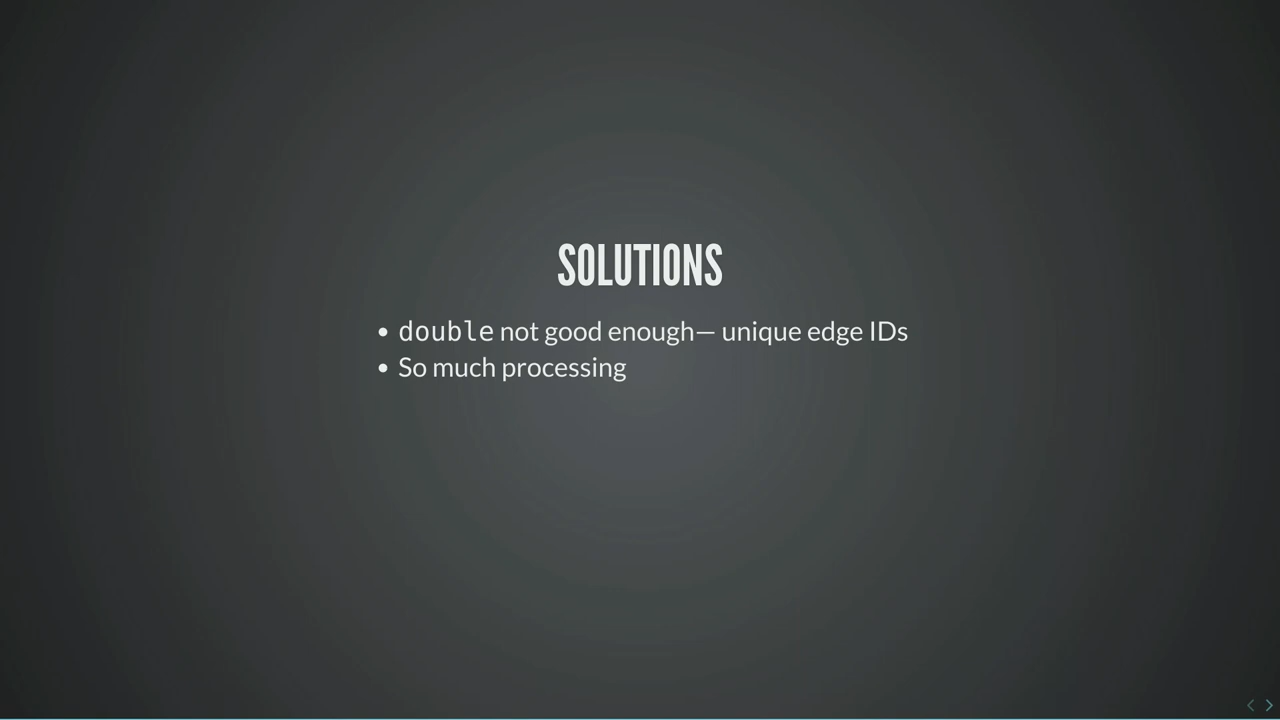 SOLUTIONS
• double not good enough— unique edge IDs
• So much processing